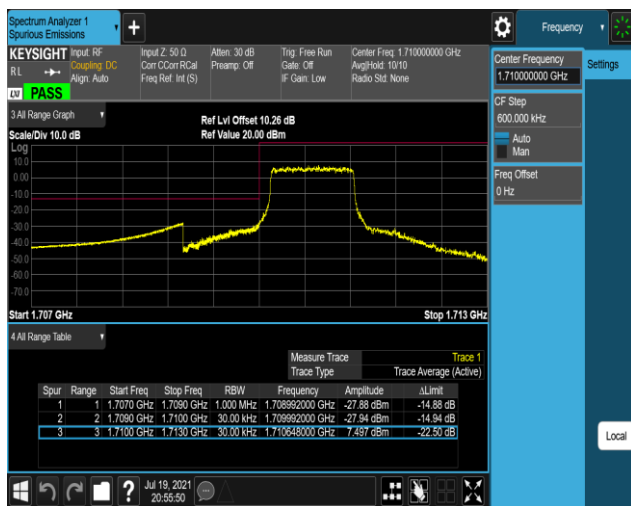 Spectrum Analyzer 1
Spurious Emissions
Frequency
KEYSIGHT
RL
Input: RF
Coupling: DC
Align: Auto
Input Z: 50 Ω
Corr CCorr RCal
Freq Ref: Int (S)
Atten: 30 dB
Preamp: Off
Trig: Free Run
Gate: Off
IF Gain: Low
Center Freq: 1.710000000 GHz
Avg|Hold: 10/10
Radio Std: None
LXI PASS
Center Frequency
1.710000000 GHz
Settings
CF Step
600.000 kHz
Auto
Man
Freq Offset
0 Hz
3 All Range Graph
Scale/Div 10.0 dB
Ref Lvl Offset 10.26 dB
Ref Value 20.00 dBm
Log
10.0
0.00
-10.0
-20.0
-30.0
-40.0
-50.0
-60.0
-70.0
Start 1.707 GHz
Stop 1.713 GHz
4 All Range Table
Measure Trace Trace 1
Trace Type Trace Average (Active)
Spur Range Start Freq Stop Freq RBW Frequency Amplitude ΔLimit
1 1 1.7070 GHz 1.7090 GHz 1.000 MHz 1.708992000 GHz -27.88 dBm -14.88 dB
2 2 1.7090 GHz 1.7100 GHz 30.00 kHz 1.709992000 GHz -27.94 dBm -14.94 dB
3 3 1.7100 GHz 1.7130 GHz 30.00 kHz 1.710648000 GHz 7.497 dBm -22.50 dB
Local
?
Jul 19, 2021
20:55:50